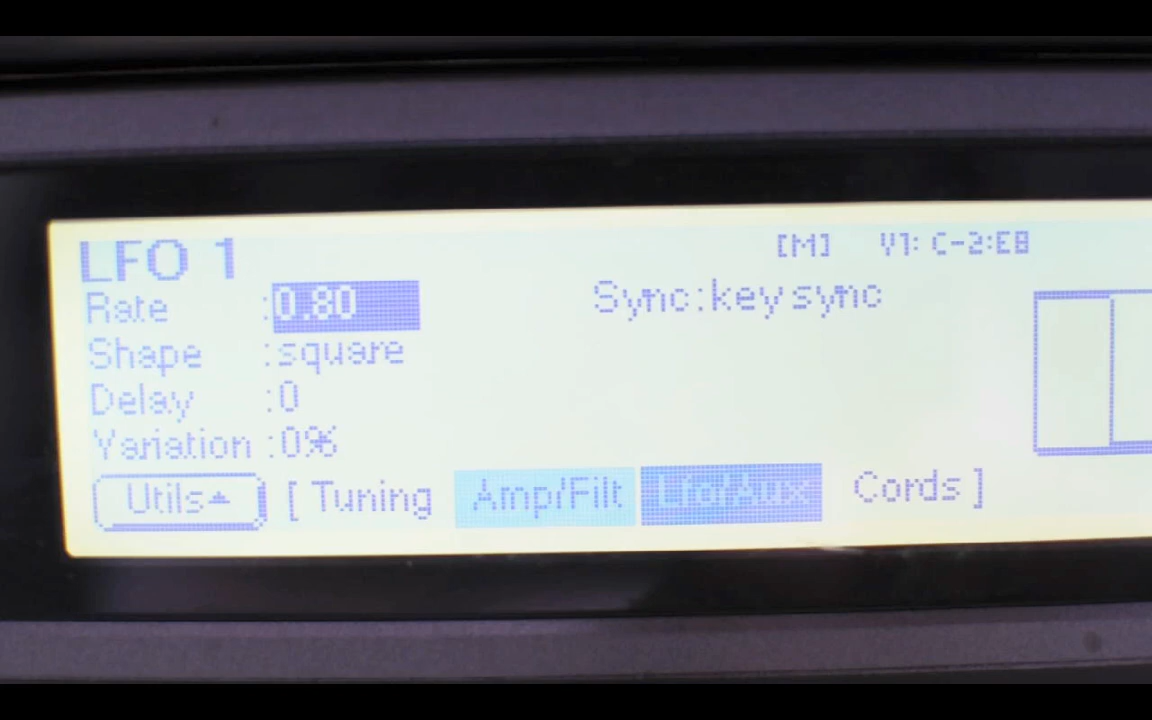 LFO 1 [M] V1: C-2:E8
Rate :0.80 Sync:key sync
Shape :square
Delay :0
Variation :0%
Utils▲ [ Tuning Amp/Filt Lfo/Aux Cords ]